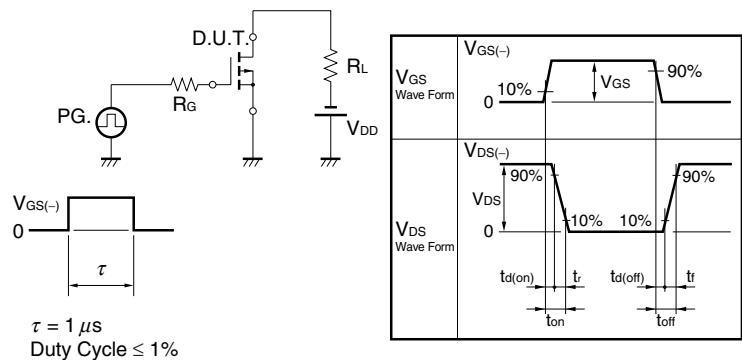 D.U.T.
RL
RG
PG.
VDD
VGS(−)
0
τ
τ = 1 μs
Duty Cycle ≤ 1%
VGS
Wave Form
VGS(−)
10%
VGS
90%
0
VDS
Wave Form
VDS(−)
90%
90%
VDS
10%
10%
0
td(on)
tr
td(off)
tf
ton
toff